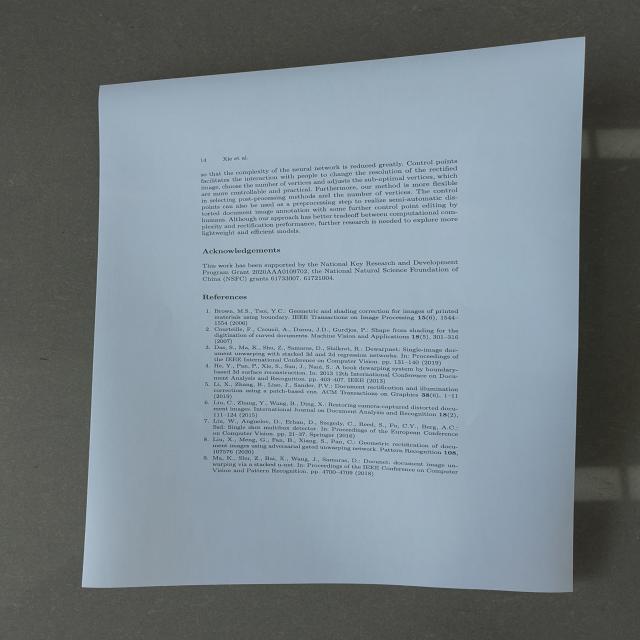 14 Xie et al.
so that the complexity of the neural network is reduced greatly. Control points
facilitates the interaction with people to change the resolution of the rectified
image, choose the number of vertices and adjusts the sub-optimal vertices, which
are more controllable and practical. Furthermore, our method is more flexible
in selecting post-processing methods and the number of vertices. The control
points can also be used as a preprocessing step to realize semi-automatic dis-
torted document image annotation with some further control point editing by
humans. Although our approach has better tradeoff between computational com-
plexity and rectification performance, further research is needed to explore more
lightweight and efficient models.
Acknowledgements
This work has been supported by the National Key Research and Development
Program Grant 2020AAA0109702, the National Natural Science Foundation of
China (NSFC) grants 61733007, 61721004.
References
1. Brown, M.S., Tsoi, Y.C.: Geometric and shading correction for images of printed
materials using boundary. IEEE Transactions on Image Processing 15(6), 1544–
1554 (2006)
2. Courteille, F., Crouzil, A., Durou, J.D., Gurdjos, P.: Shape from shading for the
digitization of curved documents. Machine Vision and Applications 18(5), 301–316
(2007)
3. Das, S., Ma, K., Shu, Z., Samaras, D., Shilkrot, R.: Dewarpnet: Single-image doc-
ument unwarping with stacked 3d and 2d regression networks. In: Proceedings of
the IEEE International Conference on Computer Vision. pp. 131–140 (2019)
4. He, Y., Pan, P., Xie, S., Sun, J., Naoi, S.: A book dewarping system by boundary-
based 3d surface reconstruction. In: 2013 12th International Conference on Docu-
ment Analysis and Recognition. pp. 403–407. IEEE (2013)
5. Li, X., Zhang, B., Liao, J., Sander, P.V.: Document rectification and illumination
correction using a patch-based cnn. ACM Transactions on Graphics 38(6), 1–11
(2019)
6. Liu, C., Zhang, Y., Wang, B., Ding, X.: Restoring camera-captured distorted docu-
ment images. International Journal on Document Analysis and Recognition 18(2),
111–124 (2015)
7. Liu, W., Anguelov, D., Erhan, D., Szegedy, C., Reed, S., Fu, C.Y., Berg, A.C.:
Ssd: Single shot multibox detector. In: Proceedings of the European Conference
on Computer Vision. pp. 21–37. Springer (2016)
8. Liu, X., Meng, G., Fan, B., Xiang, S., Pan, C.: Geometric rectification of docu-
ment images using adversarial gated unwarping network. Pattern Recognition 108,
107576 (2020)
9. Ma, K., Shu, Z., Bai, X., Wang, J., Samaras, D.: Docunet: document image un-
warping via a stacked u-net. In: Proceedings of the IEEE Conference on Computer
Vision and Pattern Recognition. pp. 4700–4709 (2018)